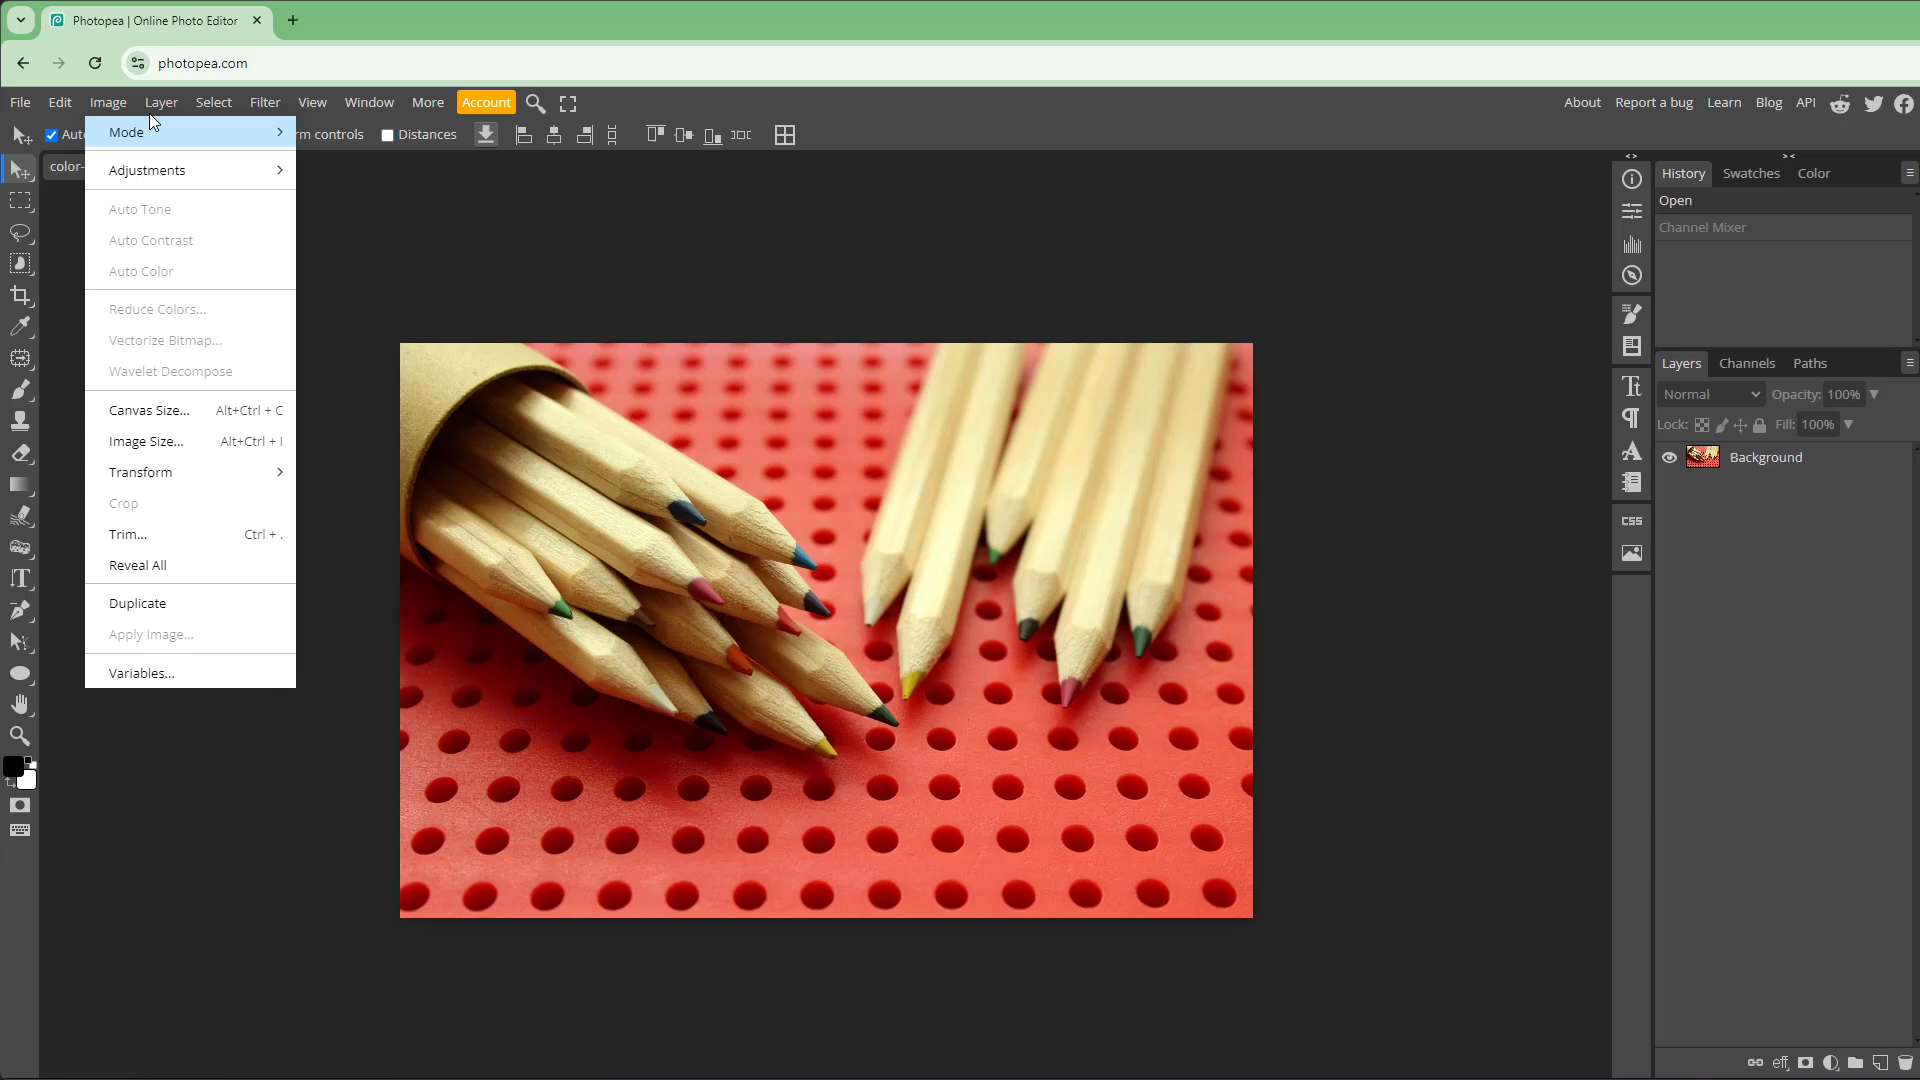 Photopea | Online Photo Editor
photopea.com
File Edit Image Layer Select Filter View Window More Account
About Report a bug Learn Blog API
Distances
Mode
Adjustments
Auto Tone
Auto Contrast
Auto Color
Reduce Colors...
Vectorize Bitmap...
Wavelet Decompose
Canvas Size... Alt+Ctrl + C
Image Size... Alt+Ctrl + I
Transform
Crop
Trim... Ctrl + .
Reveal All
Duplicate
Apply Image...
Variables...
History Swatches Color
Open
Channel Mixer
Layers Channels Paths
Normal Opacity: 100%
Lock: Fill: 100%
Background
CSS
eff